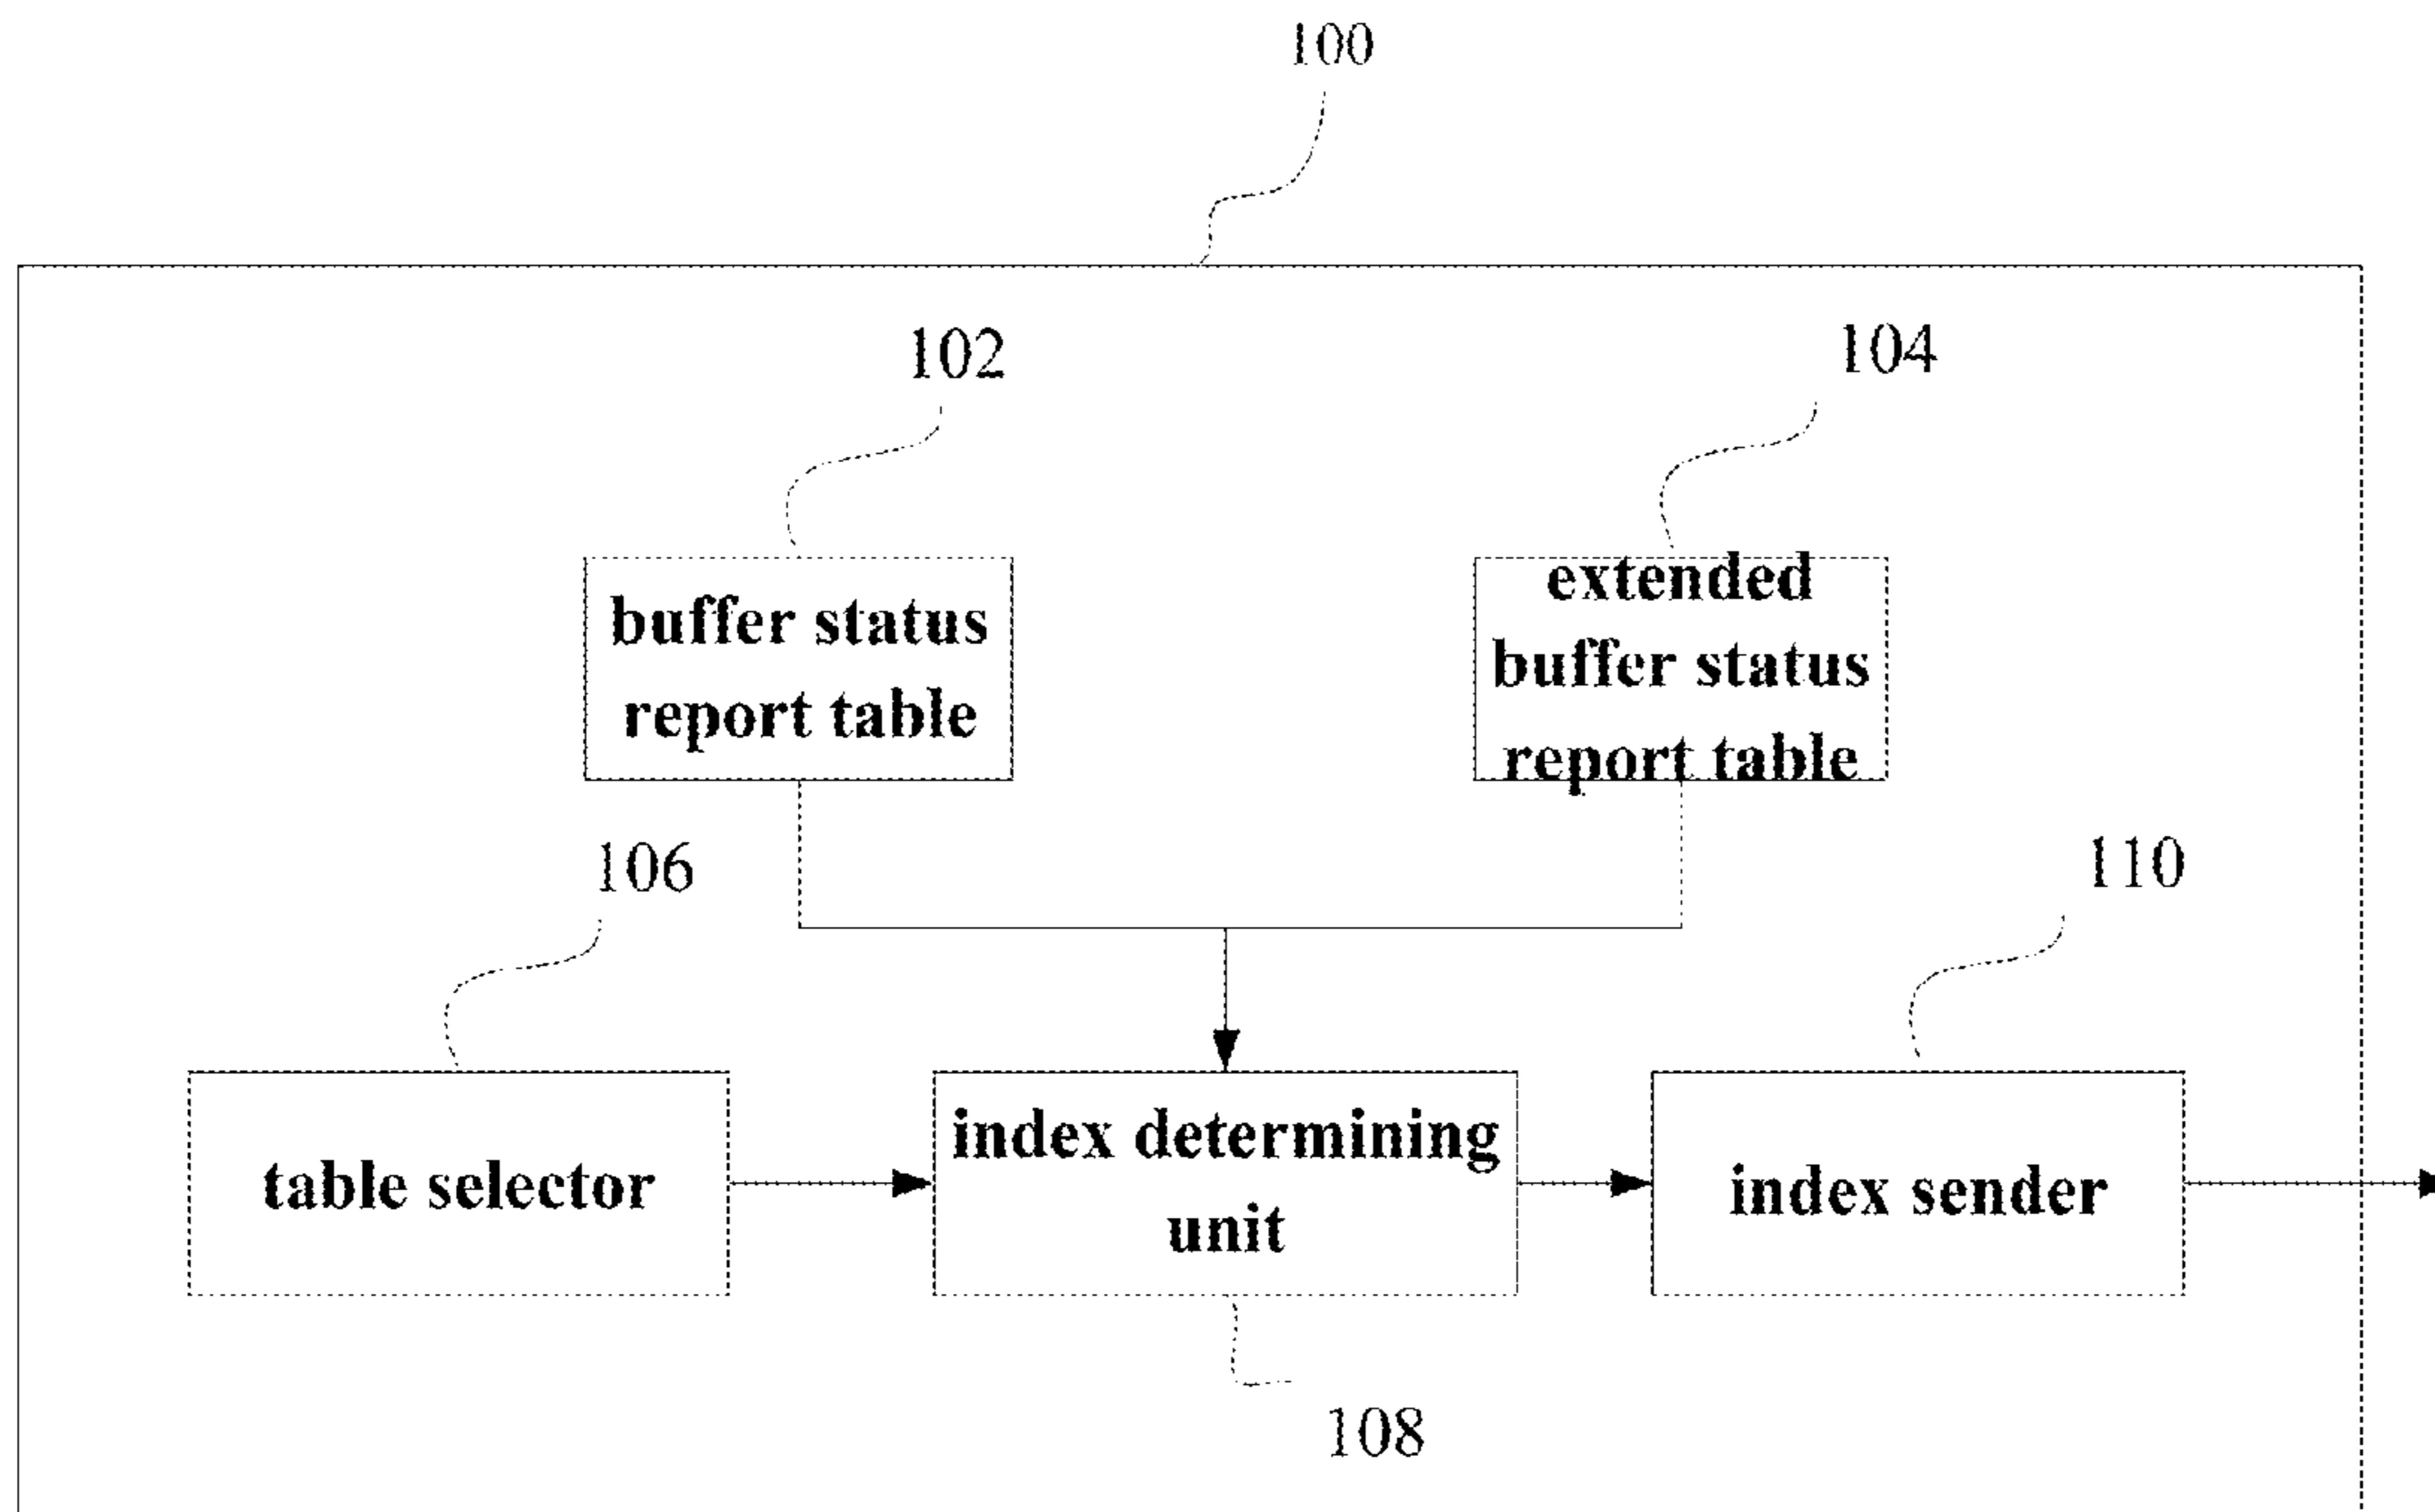 100
102
104
buffer status
report table
extended
buffer status
report table
106
110
table selector
index determining
unit
index sender
108